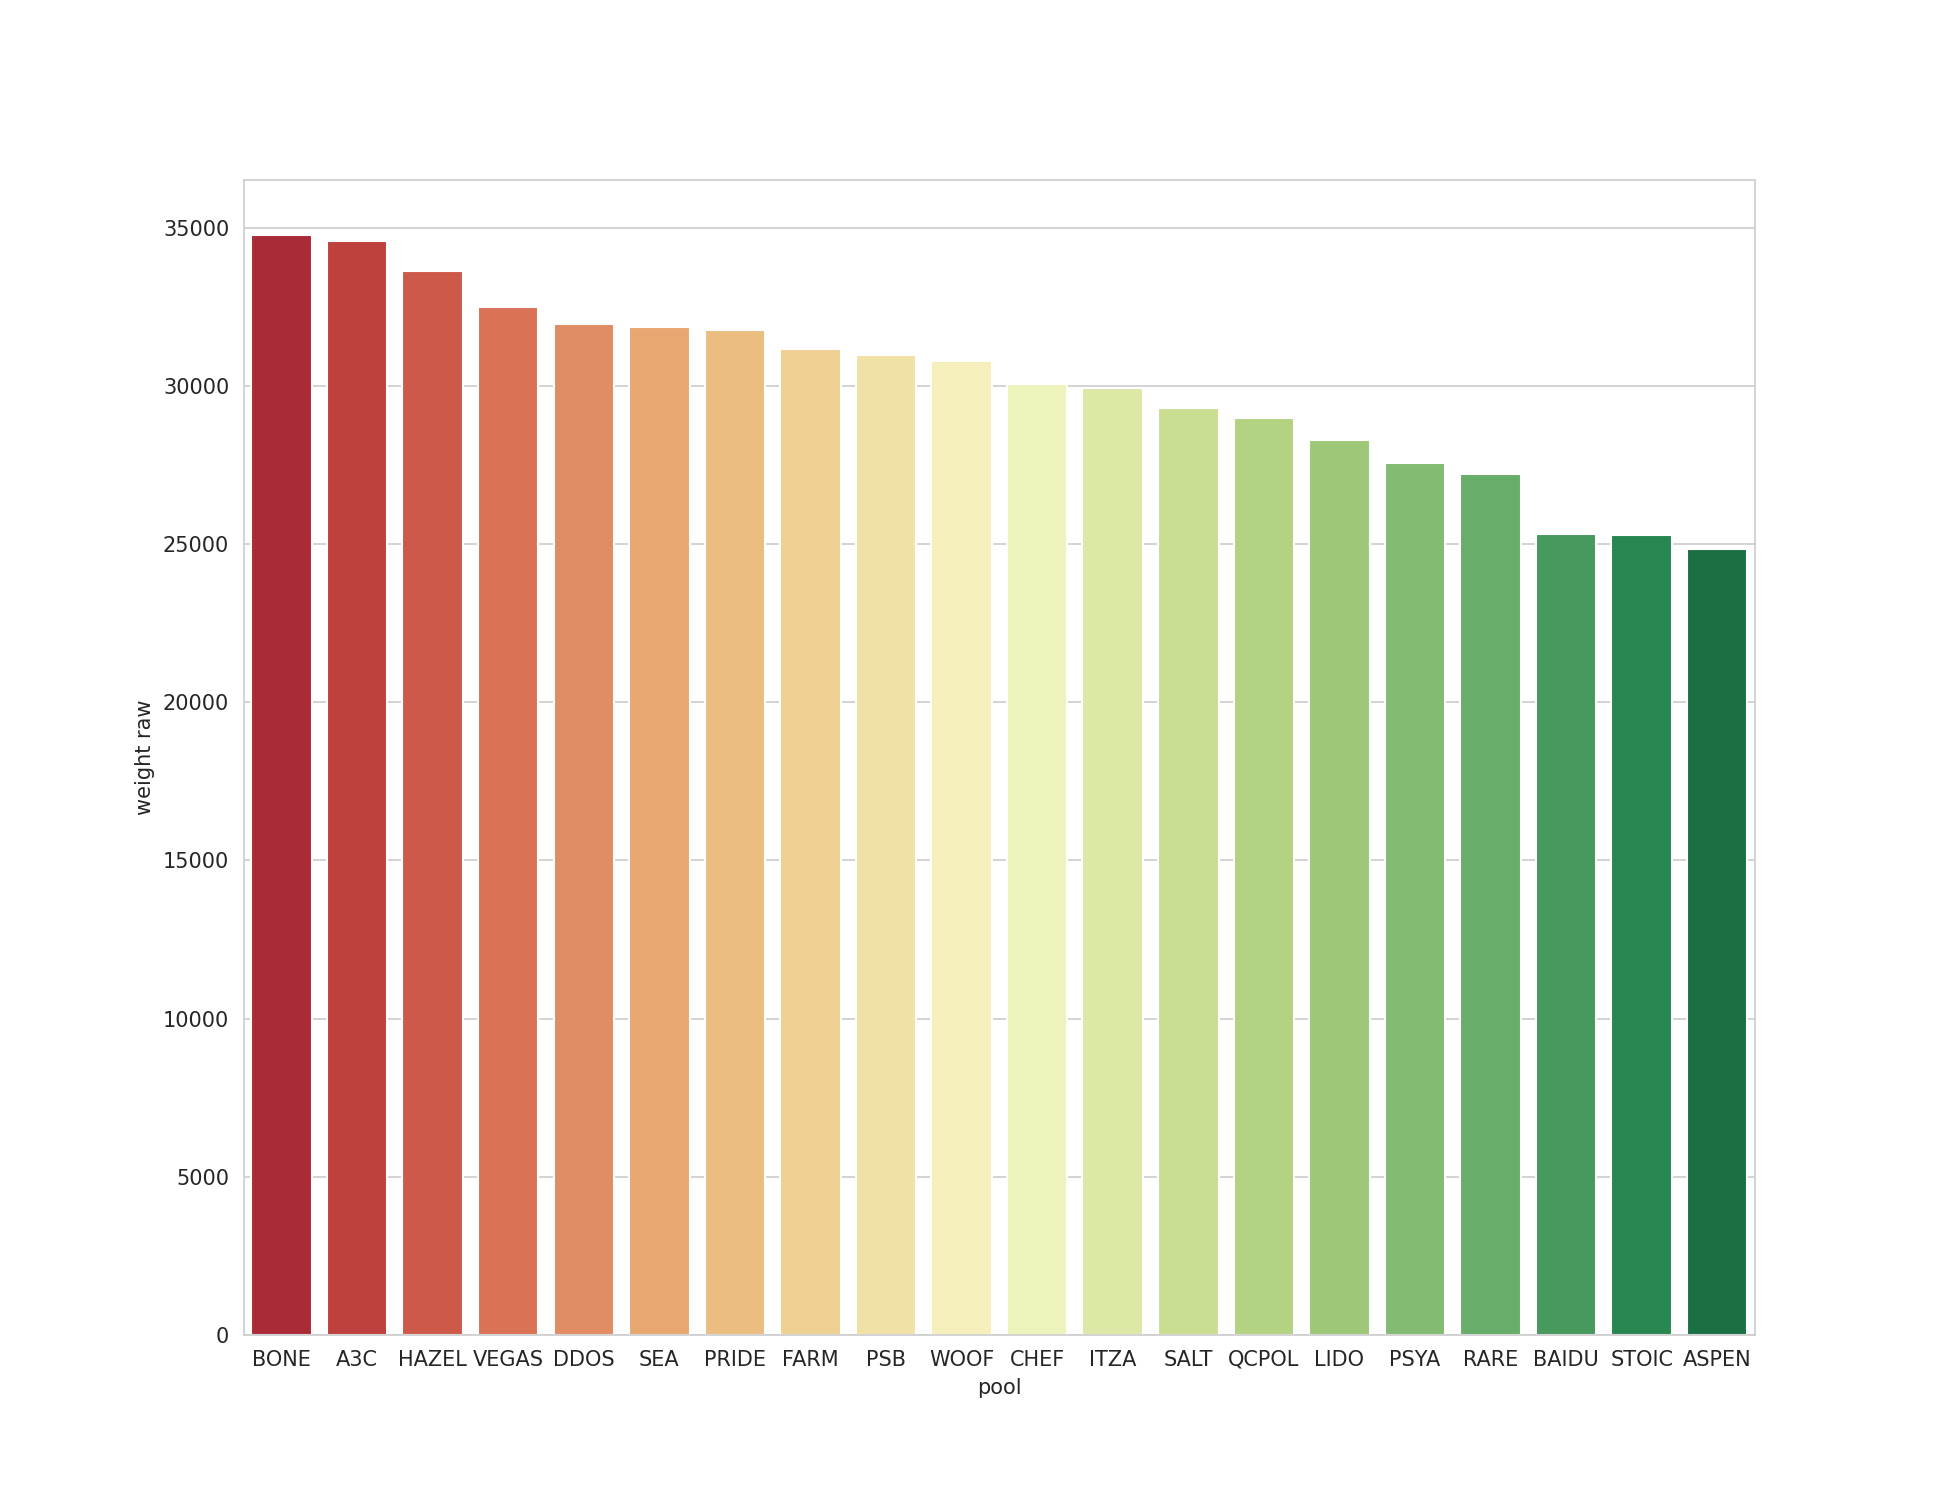 35000
30000
25000
20000
15000
10000
5000
0
weight raw
BONE A3C HAZEL VEGAS DDOS SEA PRIDE FARM PSB WOOF CHEF ITZA SALT QCPOL LIDO PSYA RARE BAIDU STOIC ASPEN
pool